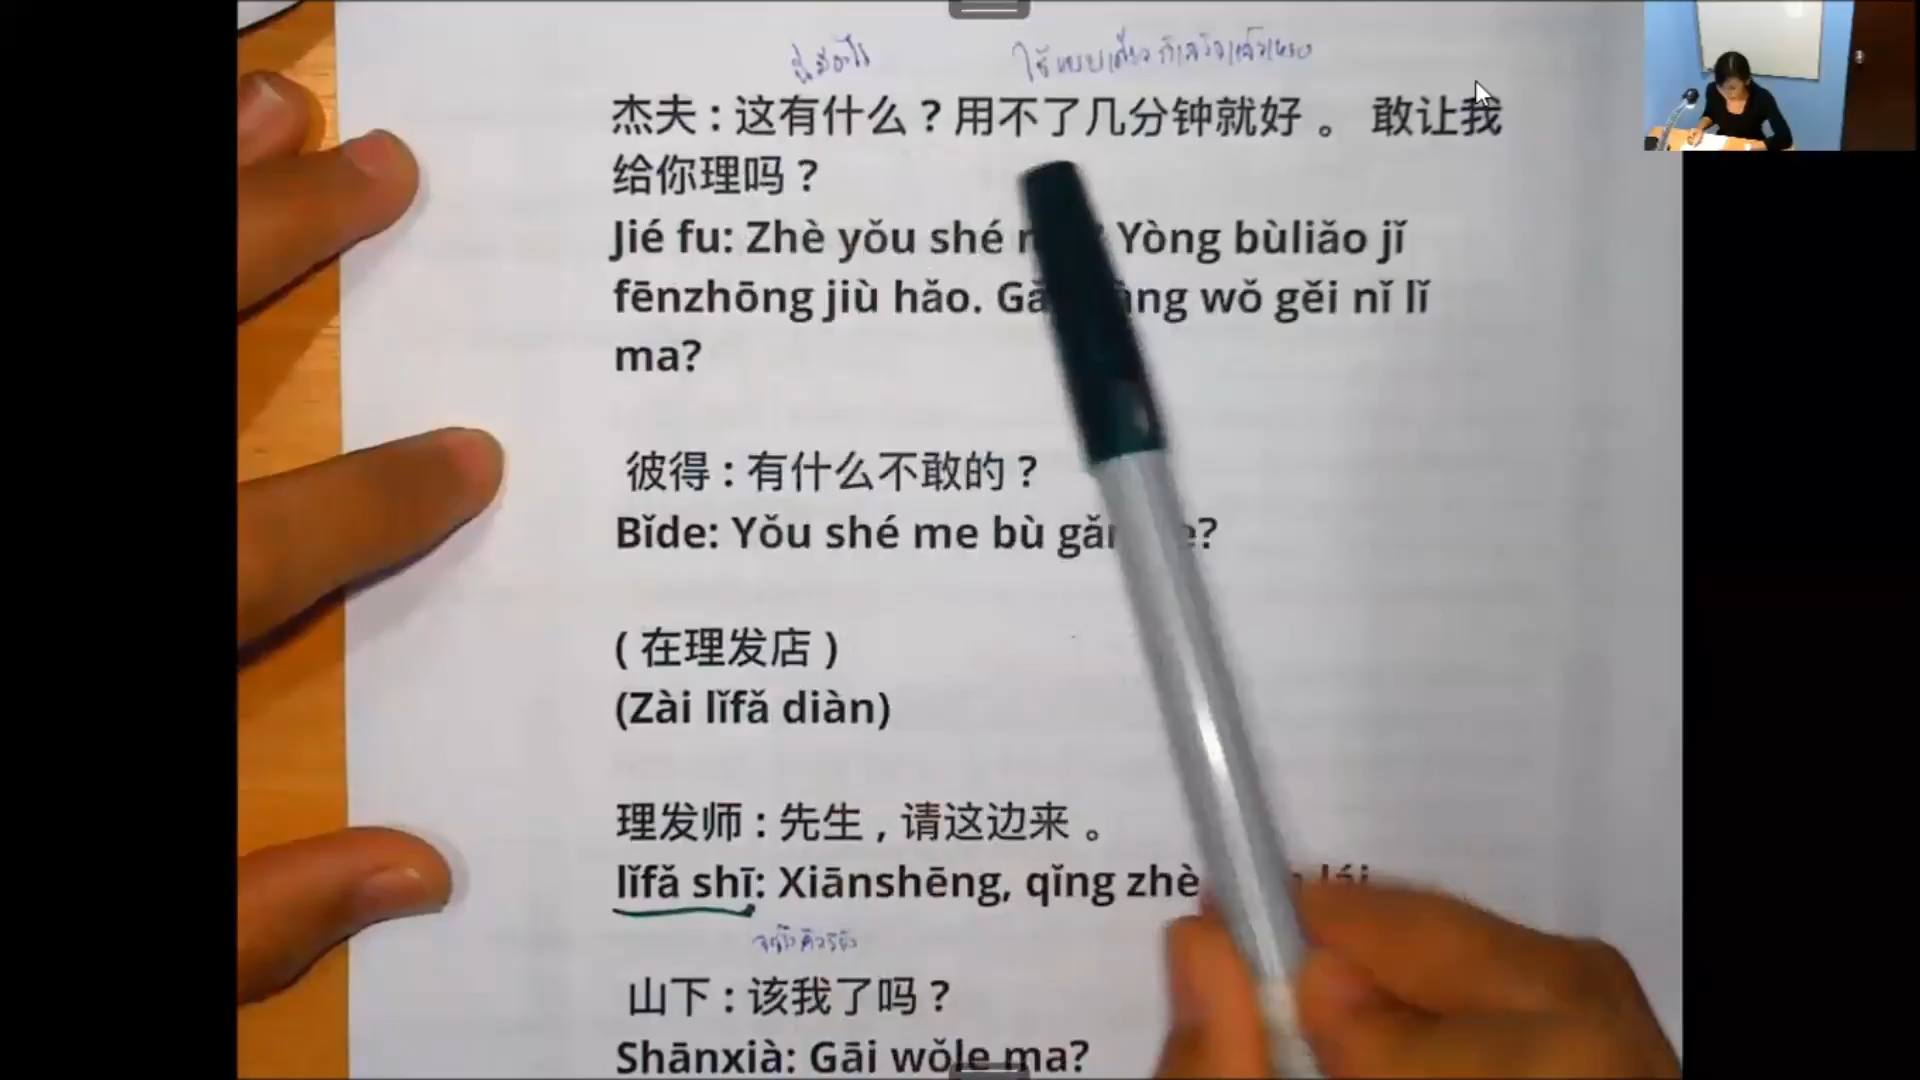 杰夫 : 这有什么 ? 用不了几分钟就好 。 敢让我
给你理吗 ?
Jié fu: Zhè yǒu shé Yòng bùliǎo jǐ
fēnzhōng jiù hǎo. wǒ gěi nǐ lǐ
ma?
彼得 : 有什么不敢的 ?
Bǐde: Yǒu shé me bù
( 在理发店 )
(Zài lǐfǎ diàn)
理发师 : 先生 , 请这边来 。
lǐfǎ shī: Xiānshēng, qǐng zhè
山下 : 该我了吗 ?
Shānxià: Gāi wǒle ma?